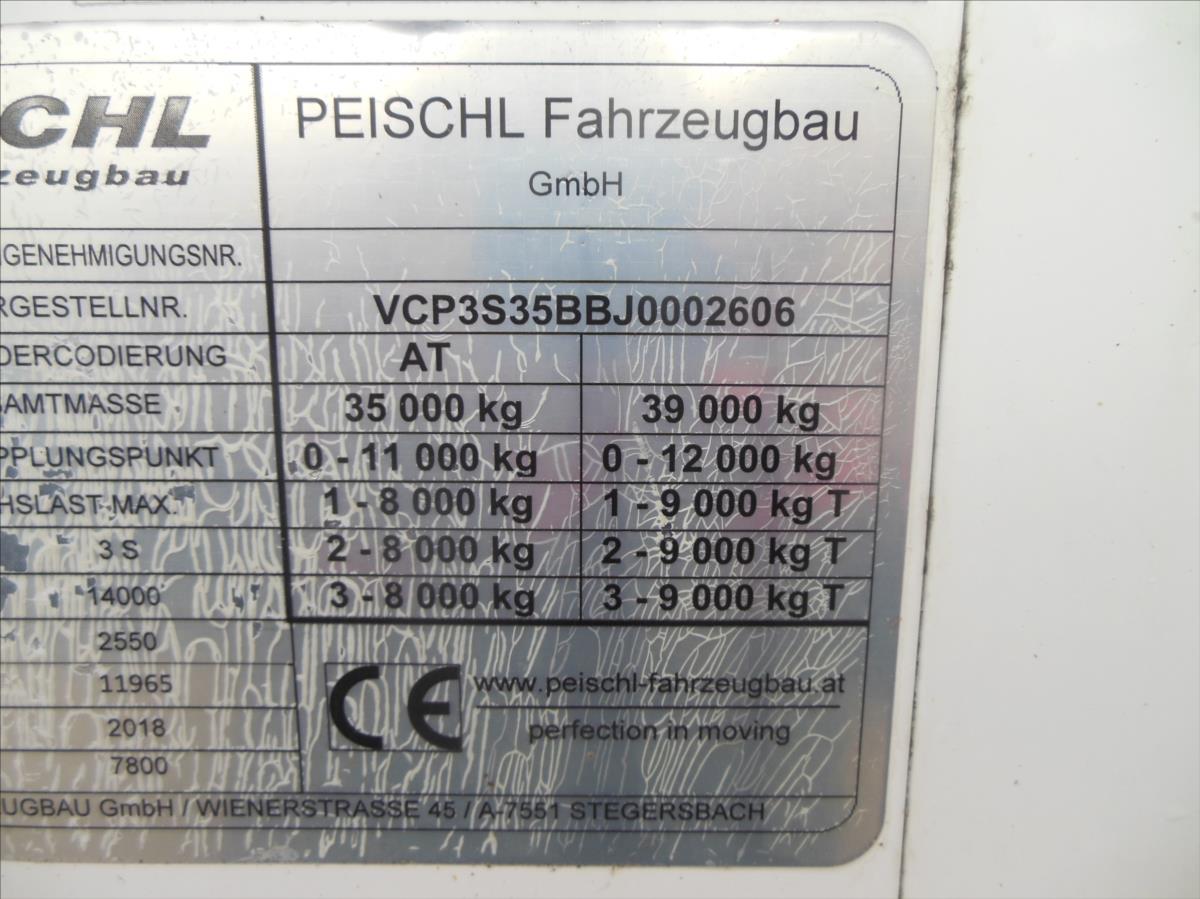 CHL
zeugbau
PEISCHL Fahrzeugbau
GmbH
IGENEHMIGUNGSNR.
RGESTELLNR. VCP3S35BBJ0002606
DERCODIERUNG AT
SAMTMASSE 35 000 kg 39 000 kg
PPLUNGSPUNKT 0 - 11 000 kg 0 - 12 000 kg
HSLAST MAX. 1 - 8 000 kg 1 - 9 000 kg T
3 S 2 - 8 000 kg 2 - 9 000 kg T
14000 3 - 8 000 kg 3 - 9 000 kg T
2550
11965
2018
7800
CE
www.peischl-fahrzeugbau.at
perfection in moving
EUGBAU GmbH / WIENERSTRASSE 45 / A-7551 STEGERSBACH